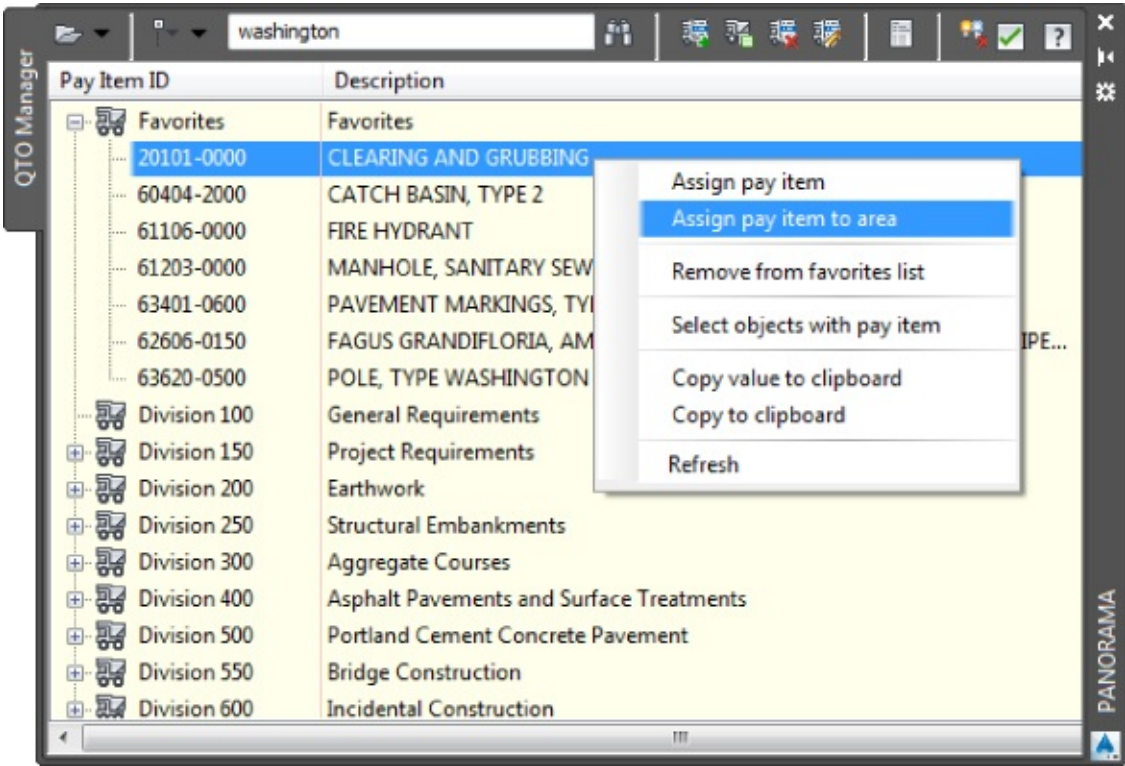 QTO Manager
washington
Pay Item ID Description
Favorites Favorites
20101-0000 CLEARING AND GRUBBING
60404-2000 CATCH BASIN, TYPE 2
61106-0000 FIRE HYDRANT
61203-0000 MANHOLE, SANITARY SEW
63401-0600 PAVEMENT MARKINGS, TYI
62606-0150 FAGUS GRANDIFLORIA, AM IPE...
63620-0500 POLE, TYPE WASHINGTON
Division 100 General Requirements
Division 150 Project Requirements
Division 200 Earthwork
Division 250 Structural Embankments
Division 300 Aggregate Courses
Division 400 Asphalt Pavements and Surface Treatments
Division 500 Portland Cement Concrete Pavement
Division 550 Bridge Construction
Division 600 Incidental Construction
Assign pay item
Assign pay item to area
Remove from favorites list
Select objects with pay item
Copy value to clipboard
Copy to clipboard
Refresh
PANORAMA